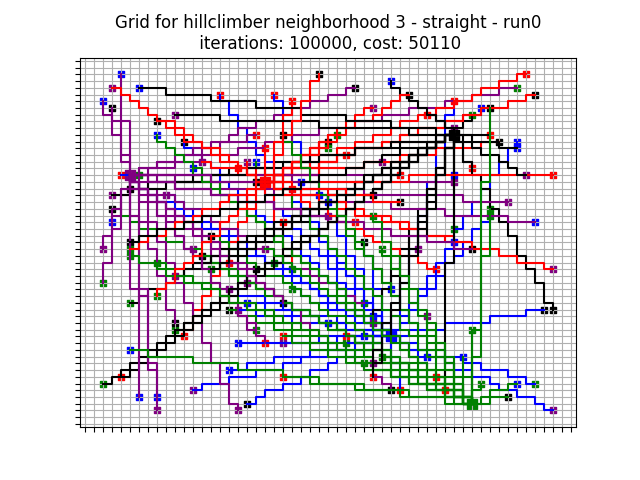 Grid for hillclimber neighborhood 3 - straight - run0
iterations: 100000, cost: 50110